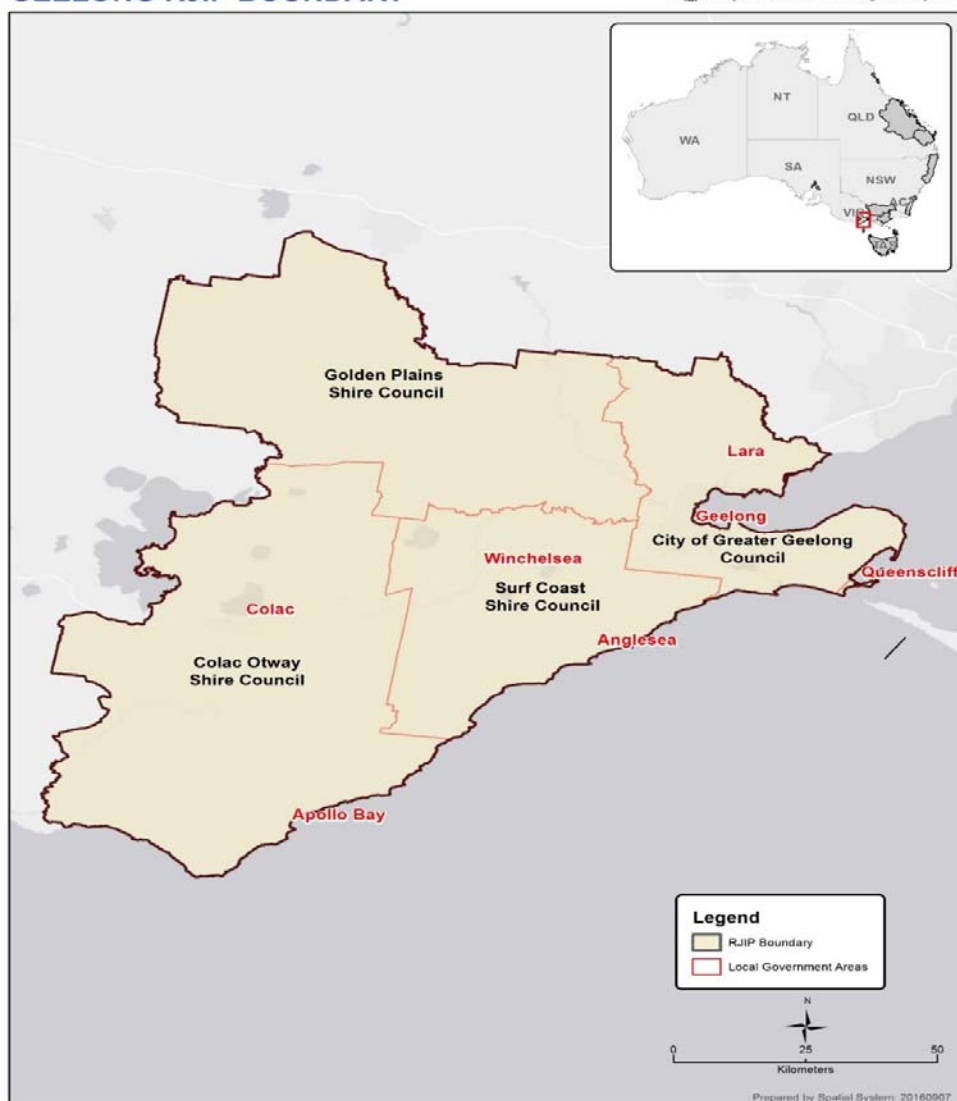 GEELONG RJIP BOUNDARY
WA
NT
QLD
SA
NSW
ACT
VIC
TAS
Golden Plains
Shire Council
Lara
Geelong
City of Greater Geelong
Council
Winchelsea
Queenscliff
Surf Coast
Shire Council
Colac
Anglesea
Colac Otway
Shire Council
Apollo Bay
Legend
RJIP Boundary
Local Government Areas
N
0 25 50
Kilometers
Prepared by Spatial System: 20160907